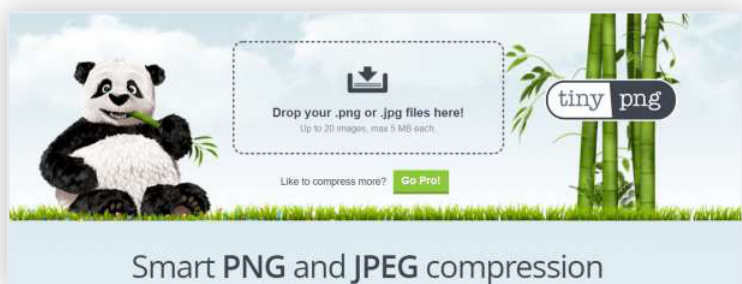 Drop your .png or .jpg files here!
Up to 20 images, max 5 MB each.
tiny png
Like to compress more? Go Pro!
Smart PNG and JPEG compression